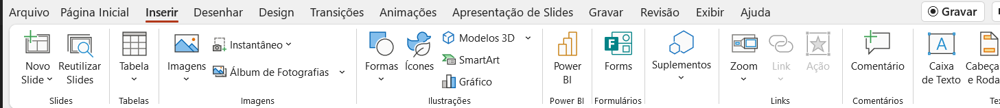 Arquivo Página Inicial Inserir Desenhar Design Transições Animações Apresentação de Slides Gravar Revisão Exibir Ajuda Gravar
Novo Slide
Reutilizar Slides
Slides
Tabela
Tabelas
Imagens
Instantâneo
Álbum de Fotografias
Imagens
Formas
Ícones
Modelos 3D
SmartArt
Gráfico
Ilustrações
Power BI
Power BI
Forms
Formulários
Suplementos
Zoom
Link
Ação
Links
Comentário
Comentários
Caixa de Texto
Cabeça
e Roda